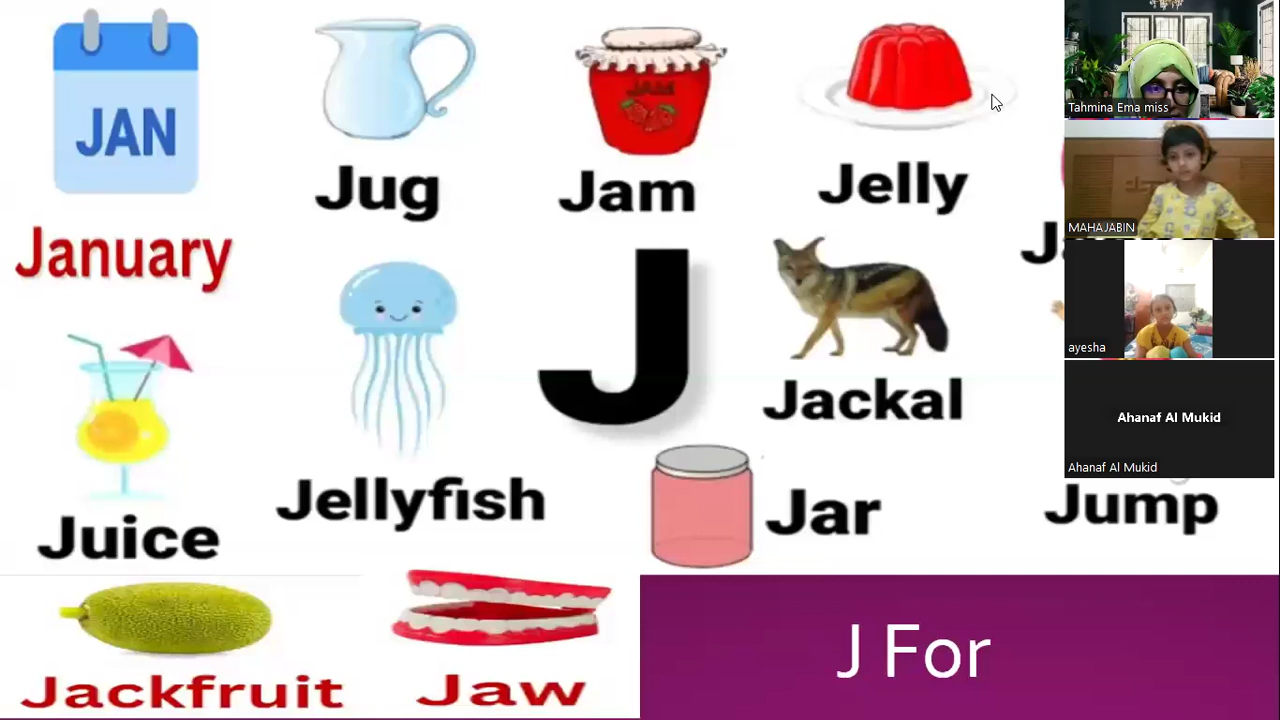 JAN
January
Jug
JAM
Jam
Jelly
Jackal
Jellyfish
J
Juice
Jar
Jump
Jackfruit
Jaw
J For
Tahmina Ema miss
MAHAJABIN
ayesha
Ahanaf Al Mukid
Ahanaf Al Mukid